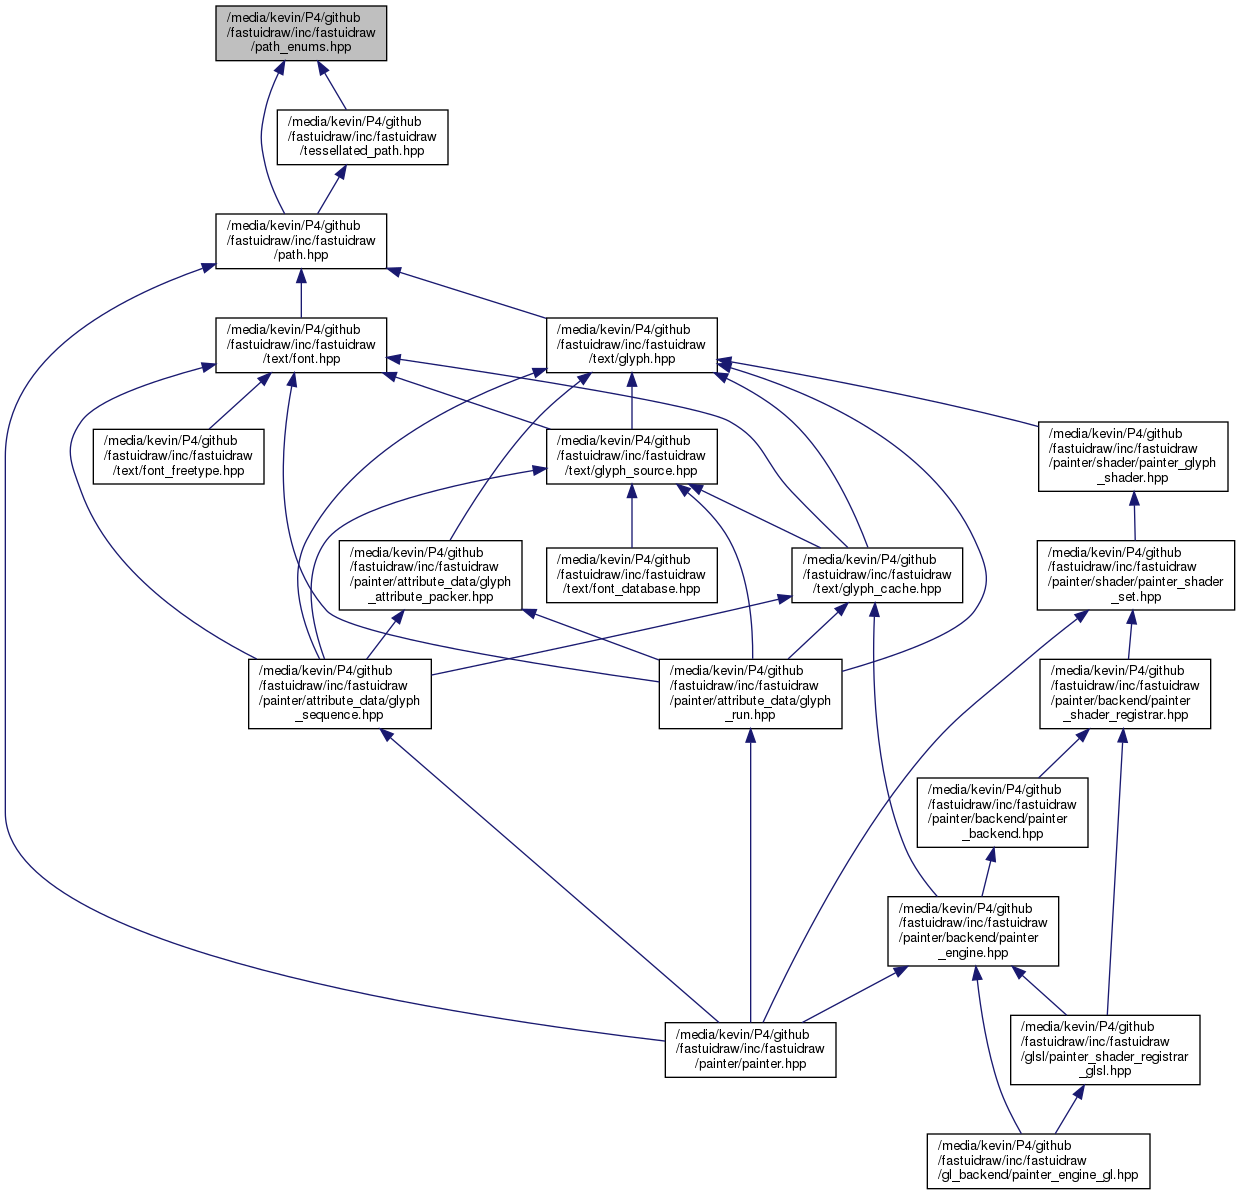 /media/kevin/P4/github
/fastuidraw/inc/fastuidraw
/path_enums.hpp
/media/kevin/P4/github
/fastuidraw/inc/fastuidraw
/tessellated_path.hpp
/media/kevin/P4/github
/fastuidraw/inc/fastuidraw
/path.hpp
/media/kevin/P4/github
/fastuidraw/inc/fastuidraw
/text/font.hpp
/media/kevin/P4/github
/fastuidraw/inc/fastuidraw
/text/glyph.hpp
/media/kevin/P4/github
/fastuidraw/inc/fastuidraw
/text/font_freetype.hpp
/media/kevin/P4/github
/fastuidraw/inc/fastuidraw
/text/glyph_source.hpp
/media/kevin/P4/github
/fastuidraw/inc/fastuidraw
/painter/shader/painter_glyph
_shader.hpp
/media/kevin/P4/github
/fastuidraw/inc/fastuidraw
/painter/attribute_data/glyph
_attribute_packer.hpp
/media/kevin/P4/github
/fastuidraw/inc/fastuidraw
/text/font_database.hpp
/media/kevin/P4/github
/fastuidraw/inc/fastuidraw
/text/glyph_cache.hpp
/media/kevin/P4/github
/fastuidraw/inc/fastuidraw
/painter/shader/painter_shader
_set.hpp
/media/kevin/P4/github
/fastuidraw/inc/fastuidraw
/painter/attribute_data/glyph
_sequence.hpp
/media/kevin/P4/github
/fastuidraw/inc/fastuidraw
/painter/attribute_data/glyph
_run.hpp
/media/kevin/P4/github
/fastuidraw/inc/fastuidraw
/painter/backend/painter
_shader_registrar.hpp
/media/kevin/P4/github
/fastuidraw/inc/fastuidraw
/painter/backend/painter
_backend.hpp
/media/kevin/P4/github
/fastuidraw/inc/fastuidraw
/painter/backend/painter
_engine.hpp
/media/kevin/P4/github
/fastuidraw/inc/fastuidraw
/painter/painter.hpp
/media/kevin/P4/github
/fastuidraw/inc/fastuidraw
/glsl/painter_shader_registrar
_glsl.hpp
/media/kevin/P4/github
/fastuidraw/inc/fastuidraw
/gl_backend/painter_engine_gl.hpp